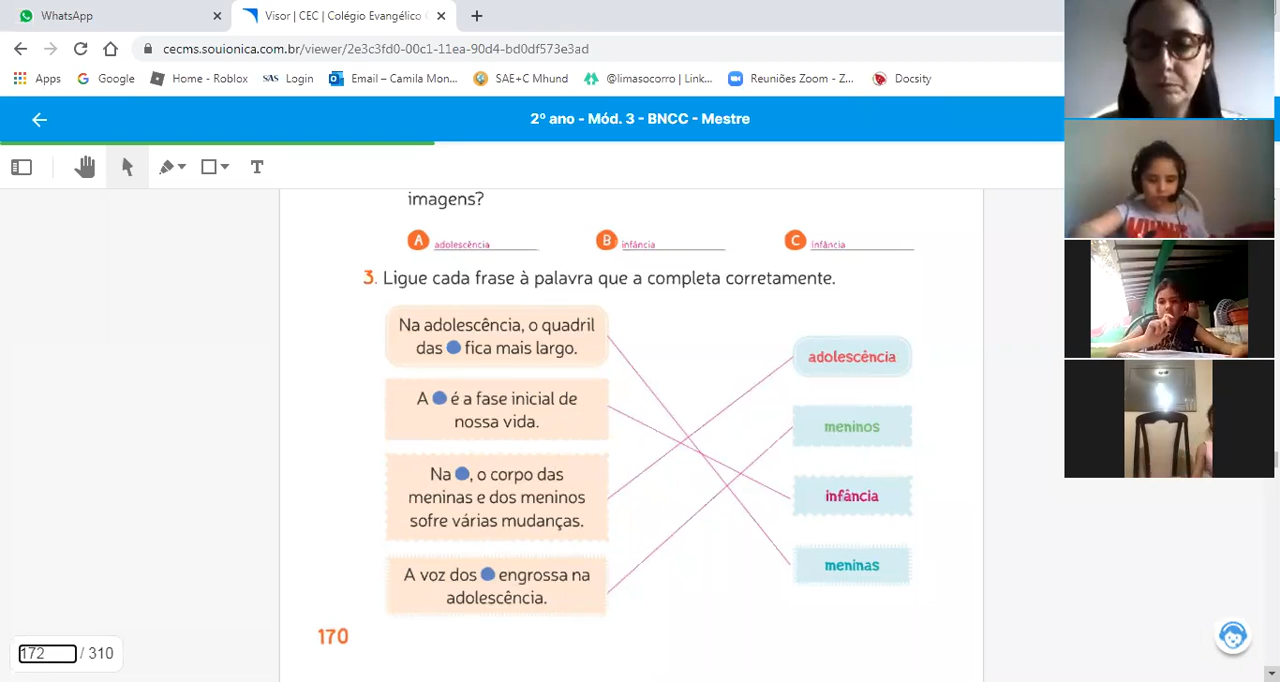 WhatsApp
Visor | CEC | Colégio Evangélico
cecms.souionica.com.br/viewer/2e3c3fd0-00c1-11ea-90d4-bd0df573e3ad
Apps Google Home - Roblox SAS Login Email – Camila Mon... SAE+C Mhund @limasocorro | Link... Reuniões Zoom - Z... Docsity
2º ano - Mód. 3 - BNCC - Mestre
T
imagens?
A adolescência B infância C infância
3. Ligue cada frase à palavra que a completa corretamente.
Na adolescência, o quadril
das fica mais largo.
A é a fase inicial de
nossa vida.
Na , o corpo das
meninas e dos meninos
sofre várias mudanças.
A voz dos engrossa na
adolescência.
adolescência
meninos
infância
meninas
170
172 / 310